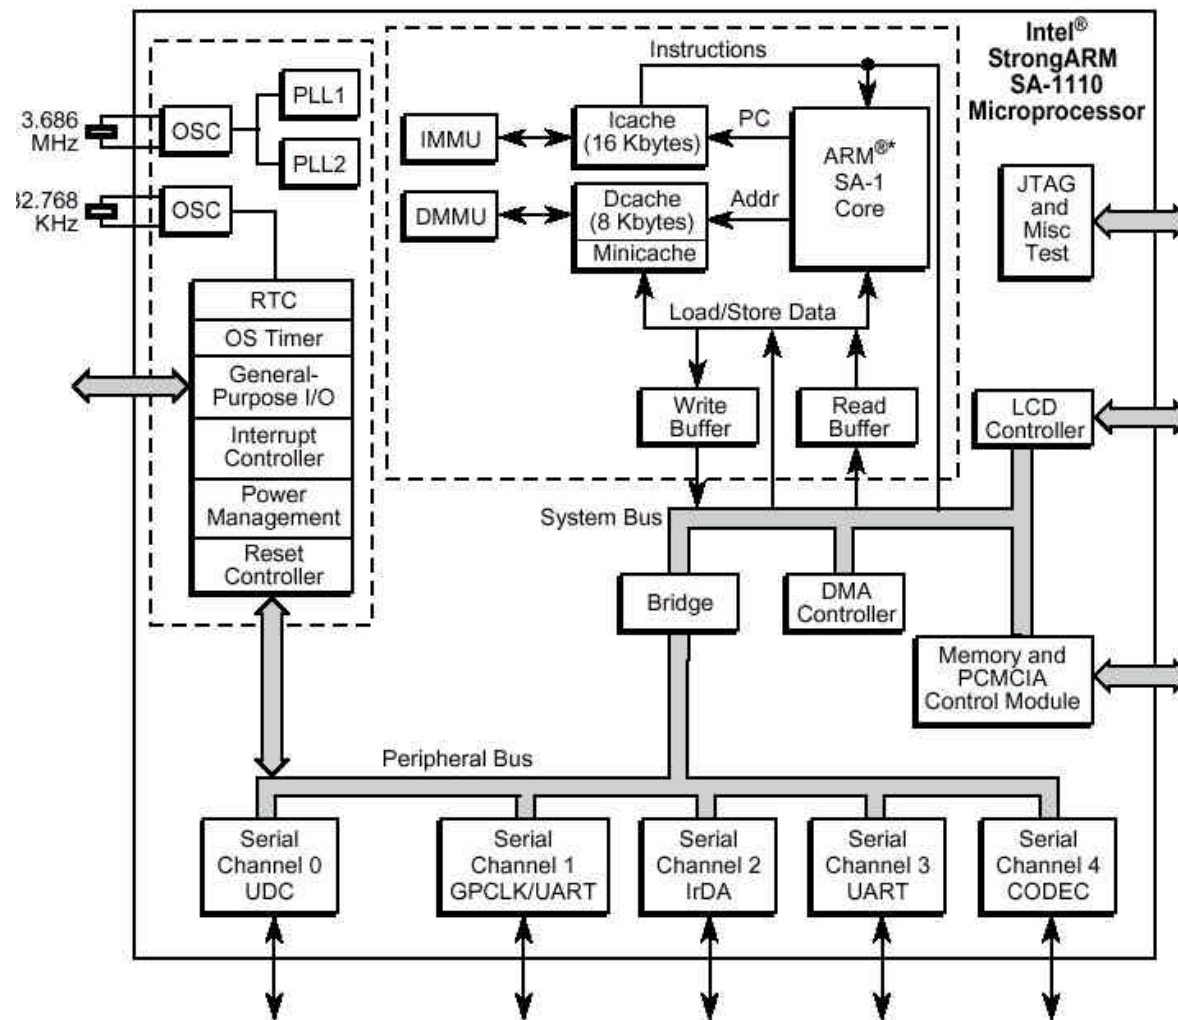 Intel®
StrongARM
SA-1110
Microprocessor
3.686
MHz
OSC
PLL1
PLL2
32.768
KHz
OSC
RTC
OS Timer
General-
Purpose I/O
Interrupt
Controller
Power
Management
Reset
Controller
Instructions
IMMU
Icache
(16 Kbytes)
PC
ARM®*
SA-1
Core
DMMU
Dcache
(8 Kbytes)
Minicache
Addr
Load/Store Data
Write
Buffer
Read
Buffer
JTAG
and
Misc
Test
LCD
Controller
System Bus
Bridge
DMA
Controller
Memory and
PCMCIA
Control Module
Peripheral Bus
Serial
Channel 0
UDC
Serial
Channel 1
GPCLK/UART
Serial
Channel 2
IrDA
Serial
Channel 3
UART
Serial
Channel 4
CODEC